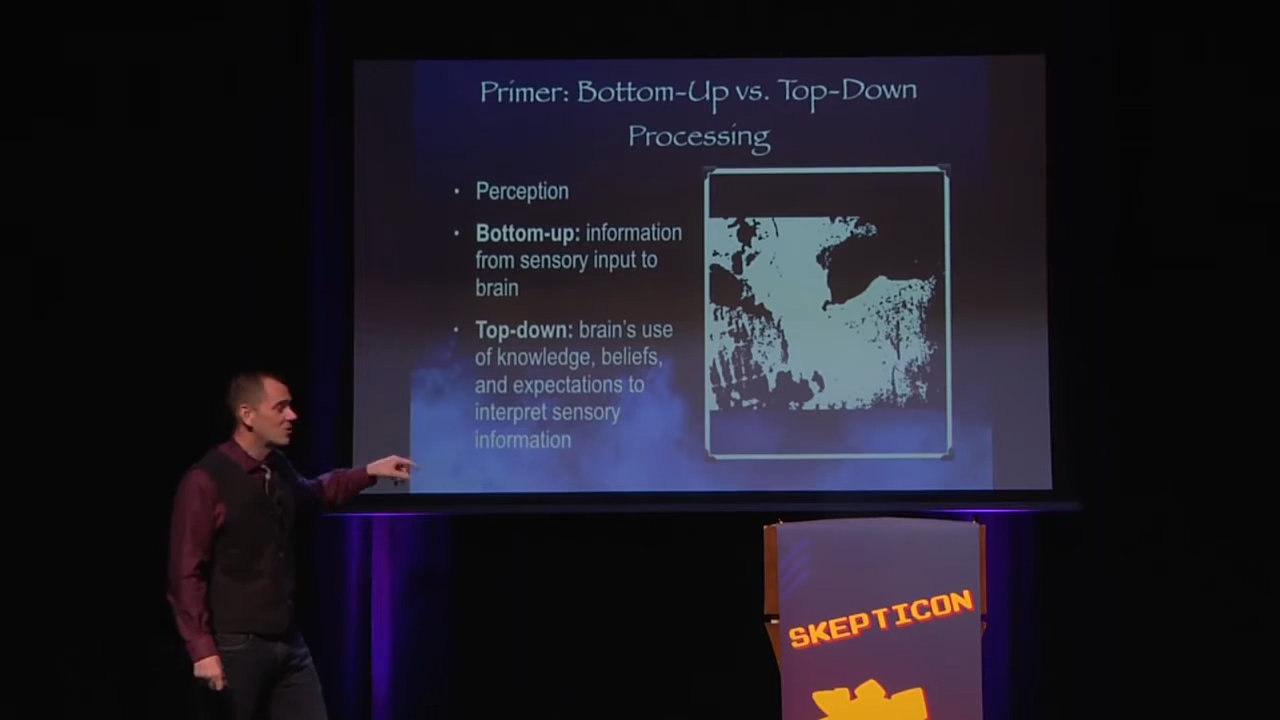 Primer: Bottom-Up vs. Top-Down
Processing
• Perception
• Bottom-up: information
from sensory input to
brain
• Top-down: brain's use
of knowledge, beliefs,
and expectations to
interpret sensory
information
SKEPTICON